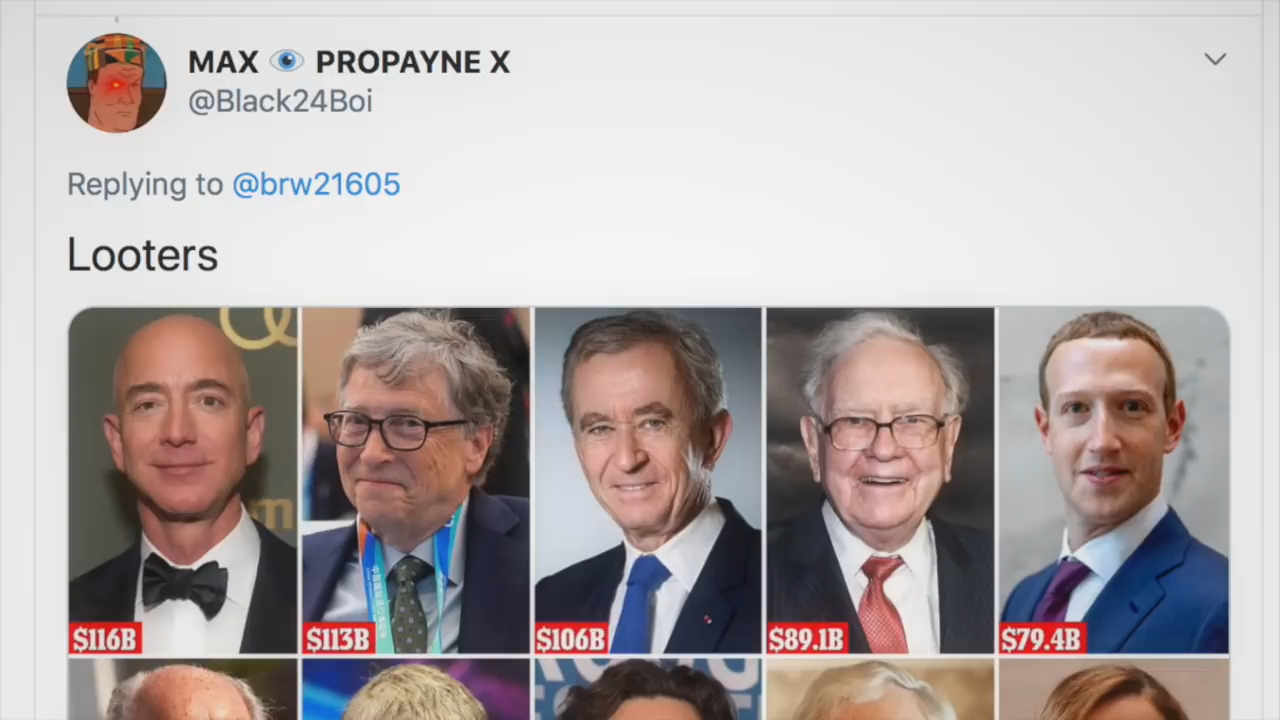 MAX 👁 PROPAYNE X
@Black24Boi
Replying to @brw21605
Looters
$116B
$113B
$106B
$89.1B
$79.4B